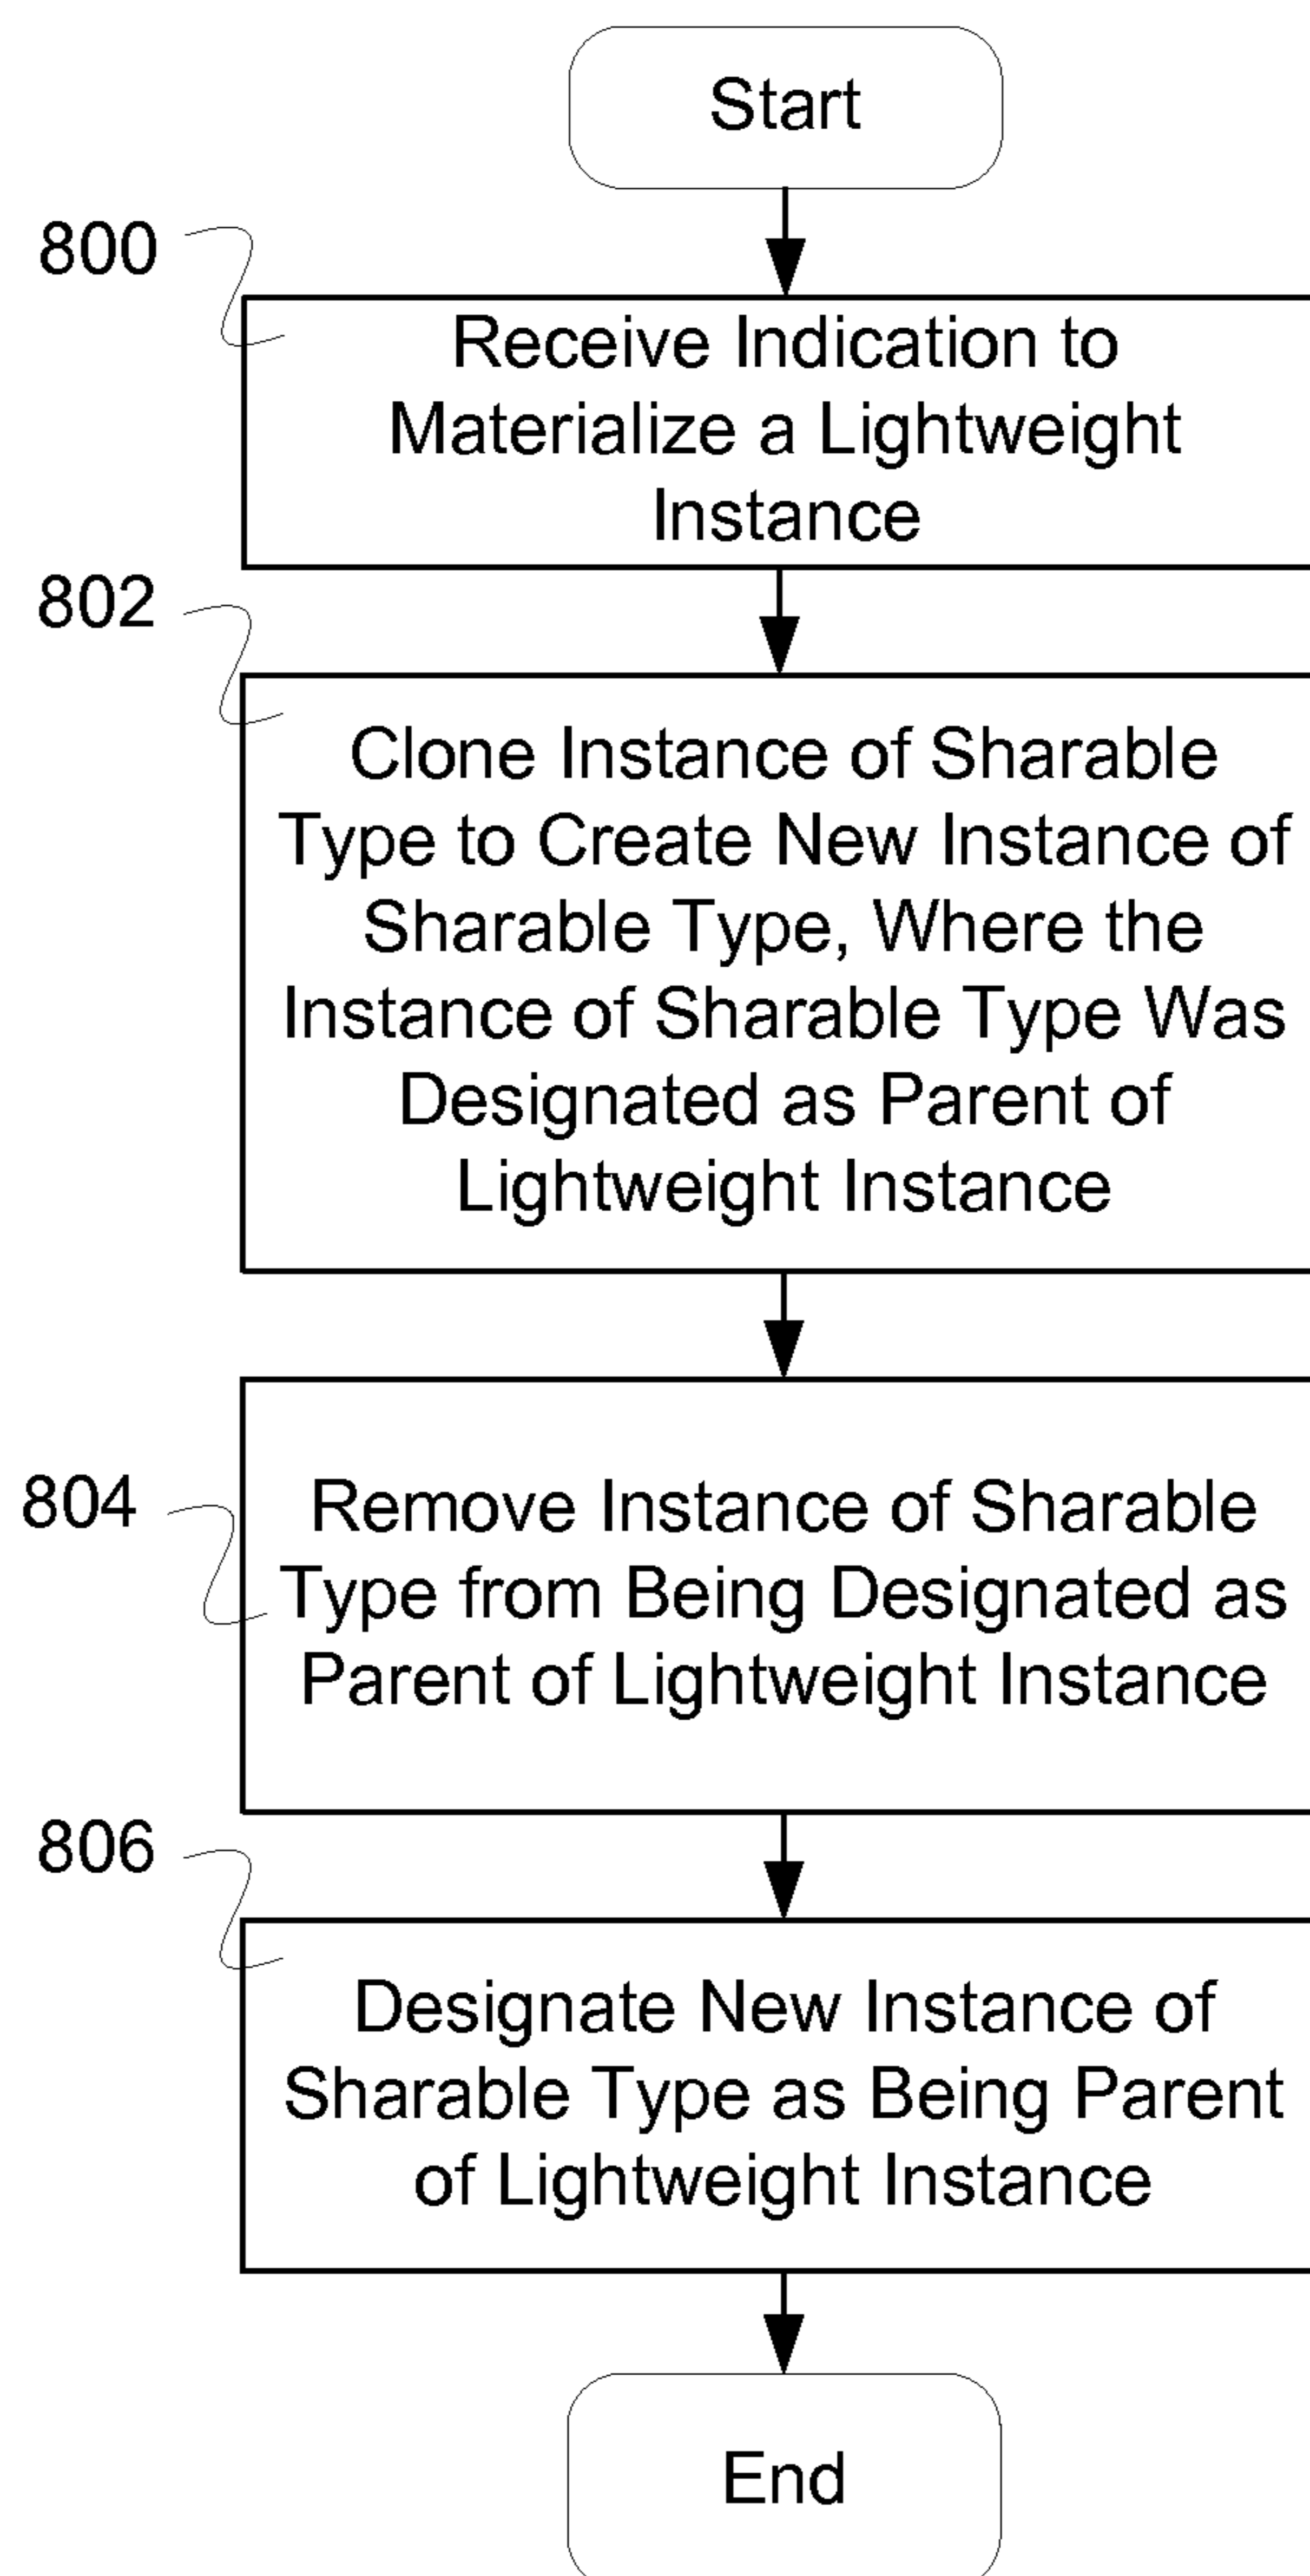 Start
800
Receive Indication to
Materialize a Lightweight
Instance
802
Clone Instance of Sharable
Type to Create New Instance of
Sharable Type, Where the
Instance of Sharable Type Was
Designated as Parent of
Lightweight Instance
804
Remove Instance of Sharable
Type from Being Designated as
Parent of Lightweight Instance
806
Designate New Instance of
Sharable Type as Being Parent
of Lightweight Instance
End